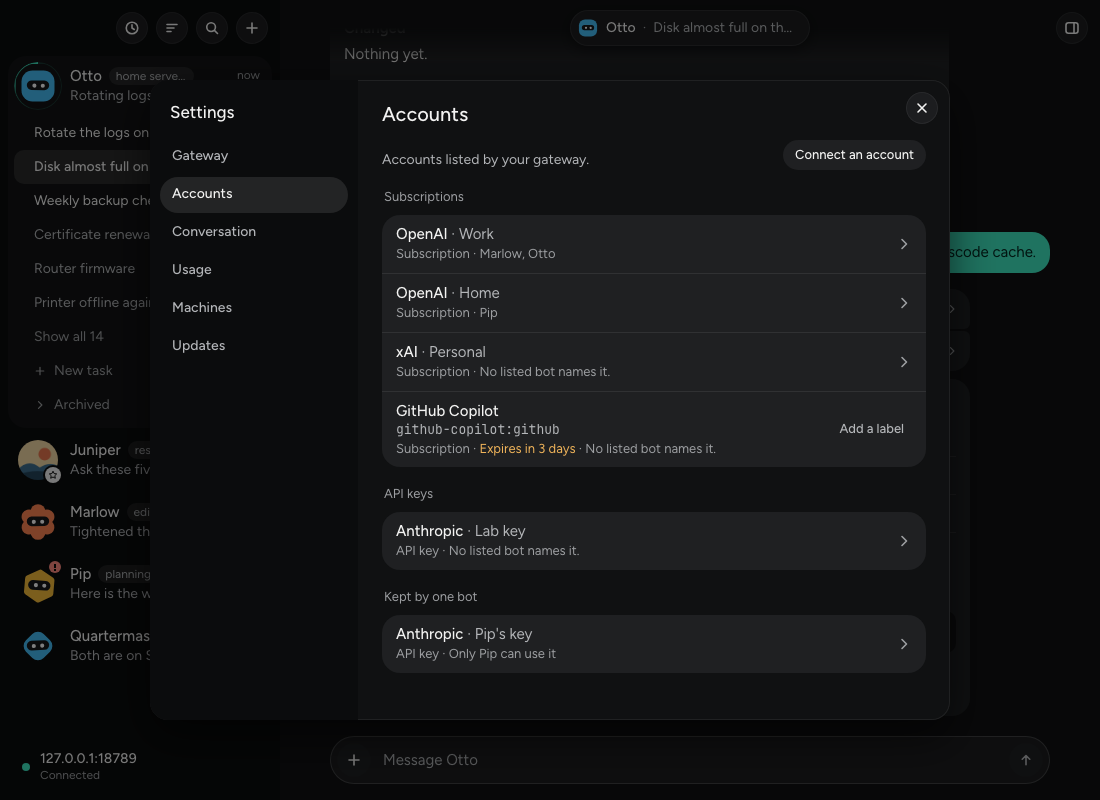 Otto · Disk almost full on th…
Nothing yet.
Otto home serve… now
Rotating logs
Rotate the logs on
Disk almost full on
Weekly backup che
Certificate renewa
Router firmware
Printer offline agai
Show all 14
+ New task
Archived
Juniper res
Ask these fiv
Marlow edi
Tightened th
Pip planning
Here is the w
Quartermas
Both are on S
127.0.0.1:18789
Connected
Settings
Gateway
Accounts
Conversation
Usage
Machines
Updates
Accounts
Accounts listed by your gateway.
Connect an account
Subscriptions
OpenAI · Work
Subscription · Marlow, Otto
OpenAI · Home
Subscription · Pip
xAI · Personal
Subscription · No listed bot names it.
GitHub Copilot
github-copilot:github
Add a label
Subscription · Expires in 3 days · No listed bot names it.
API keys
Anthropic · Lab key
API key · No listed bot names it.
Kept by one bot
Anthropic · Pip's key
API key · Only Pip can use it
scode cache.
Message Otto